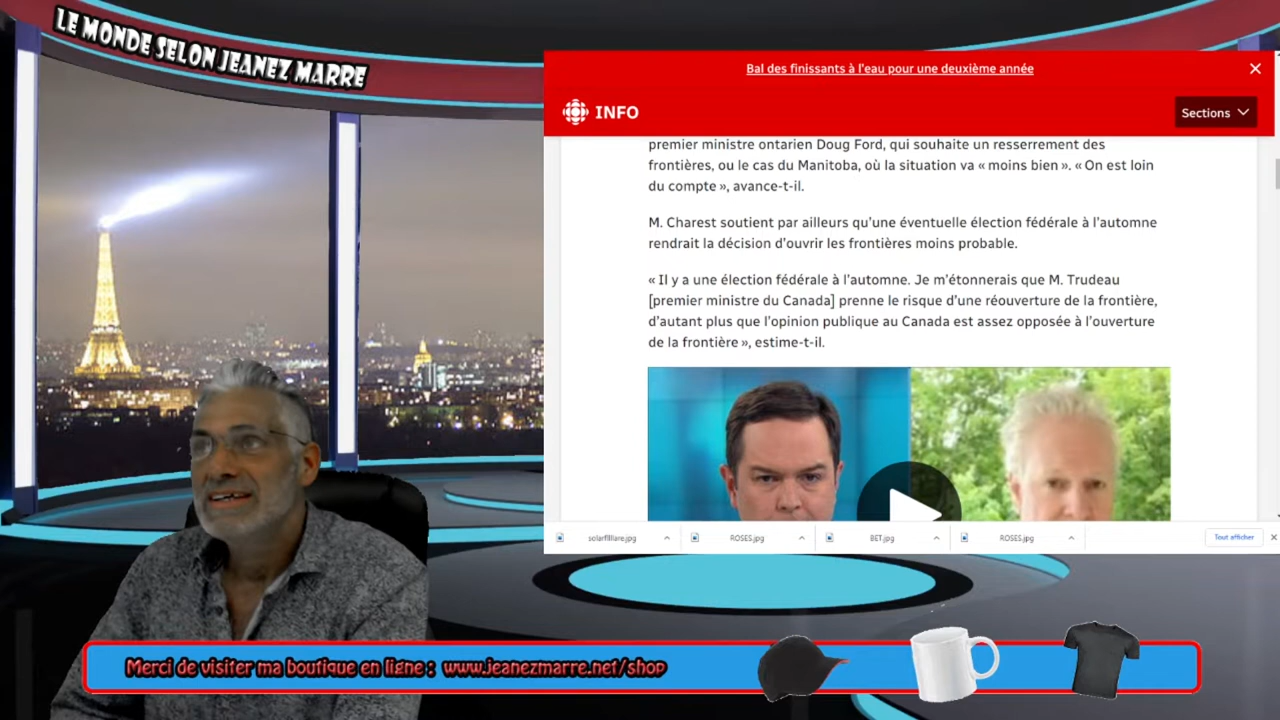 LE MONDE SELON JEANEZ MARRE
Bal des finissants à l'eau pour une deuxième année
INFO
Sections
premier ministre ontarien Doug Ford, qui souhaite un resserrement des
frontières, ou le cas du Manitoba, où la situation va « moins bien ». « On est loin
du compte », avance-t-il.
M. Charest soutient par ailleurs qu'une éventuelle élection fédérale à l'automne
rendrait la décision d'ouvrir les frontières moins probable.
« Il y a une élection fédérale à l'automne. Je m'étonnerais que M. Trudeau
[premier ministre du Canada] prenne le risque d'une réouverture de la frontière,
d'autant plus que l'opinion publique au Canada est assez opposée à l'ouverture
de la frontière », estime-t-il.
solarfilliare.jpg
ROSES.jpg
BET.jpg
ROSES.jpg
Tout afficher
Merci de visiter ma boutique en ligne : www.jeanezmarre.net/shop